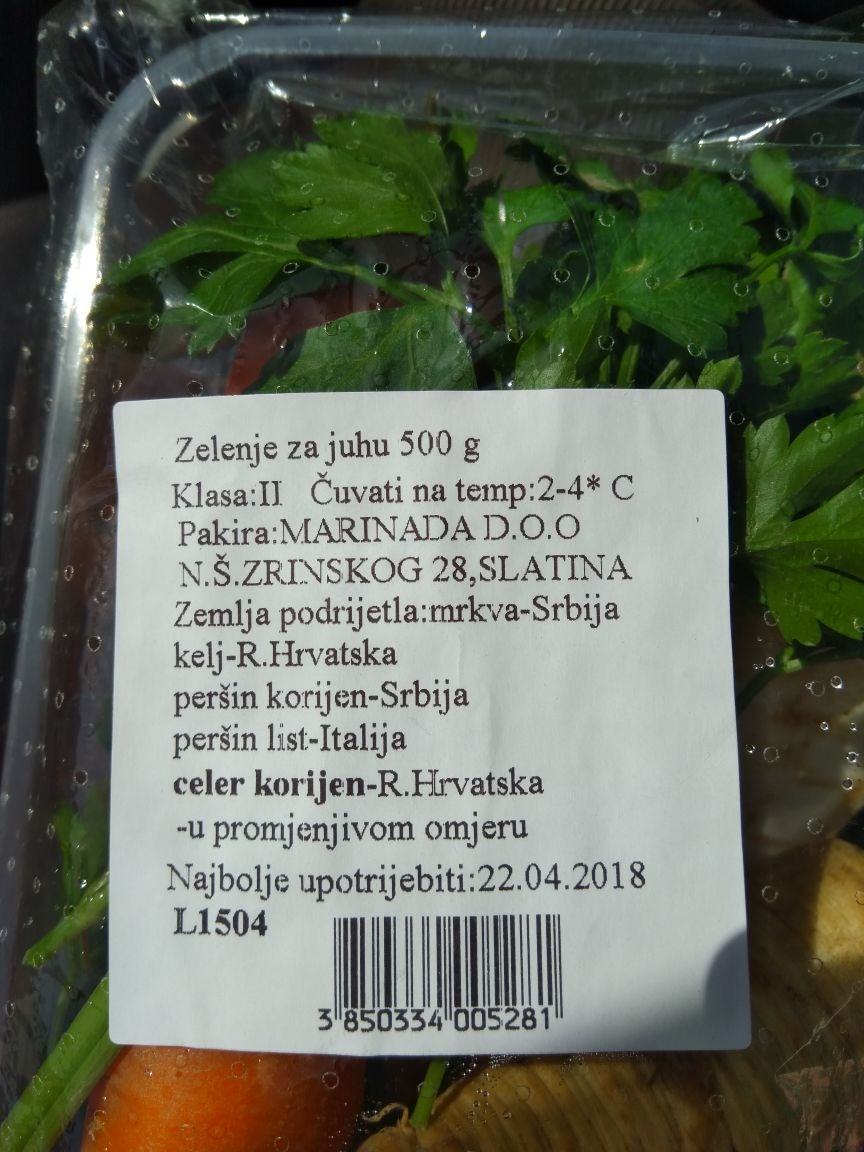 Zelenje za juhu 500 g
Klasa:II Čuvati na temp:2-4* C
Pakira:MARINADA D.O.O
N.Š.ZRINSKOG 28,SLATINA
Zemlja podrijetla:mrkva-Srbija
kelj-R.Hrvatska
peršin korijen-Srbija
peršin list-Italija
celer korijen-R.Hrvatska
-u promjenjivom omjeru
Najbolje upotrijebiti:22.04.2018
L1504
3 850334 005281